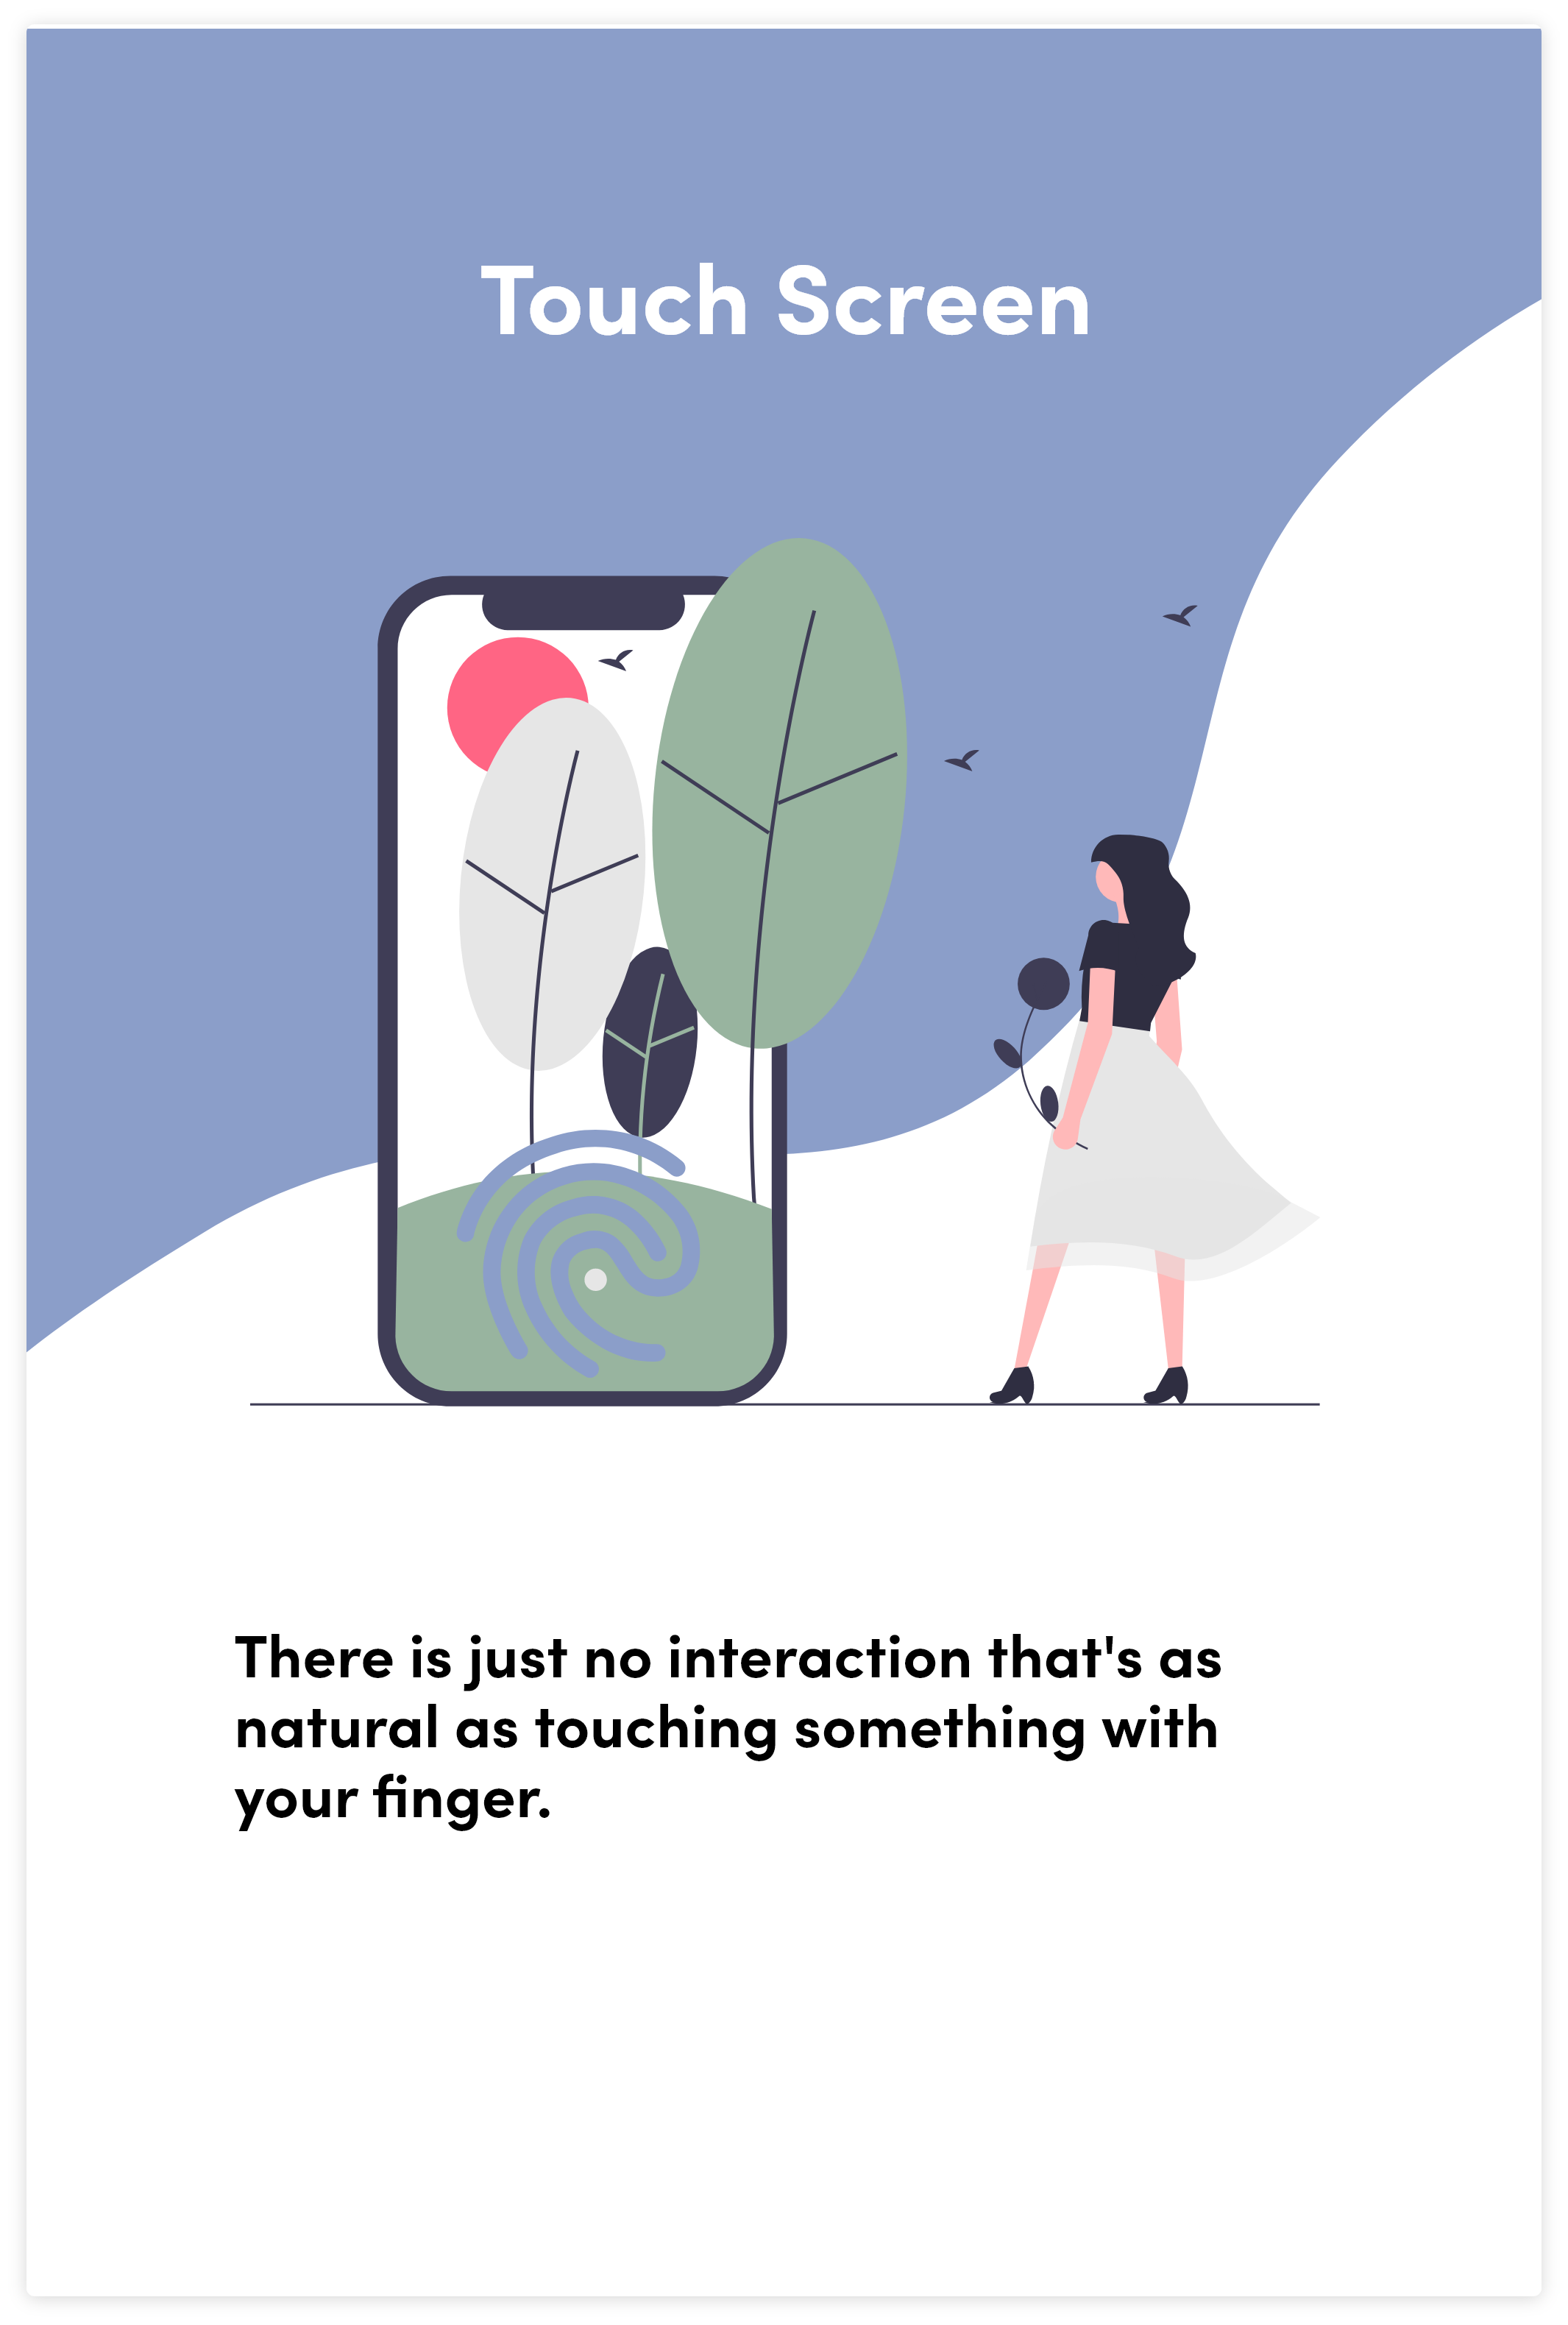 Touch Screen
There is just no interaction that's as
natural as touching something with
your finger.